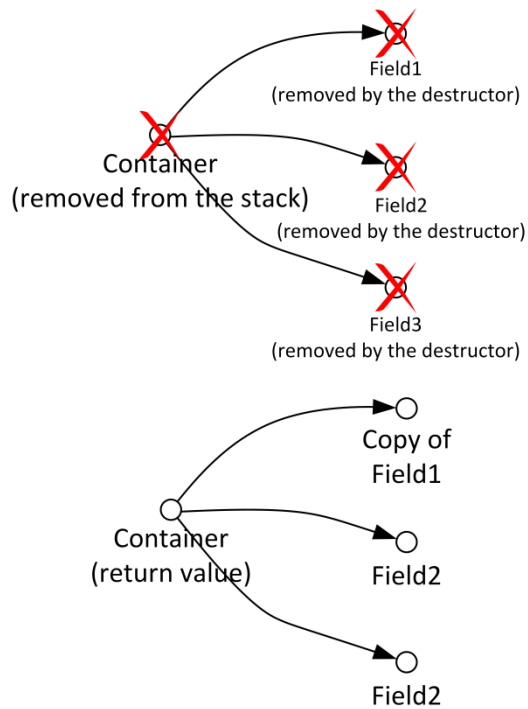 Field1
(removed by the destructor)
Container
(removed from the stack)
Field2
(removed by the destructor)
Field3
(removed by the destructor)
Copy of
Field1
Container
(return value)
Field2
Field2